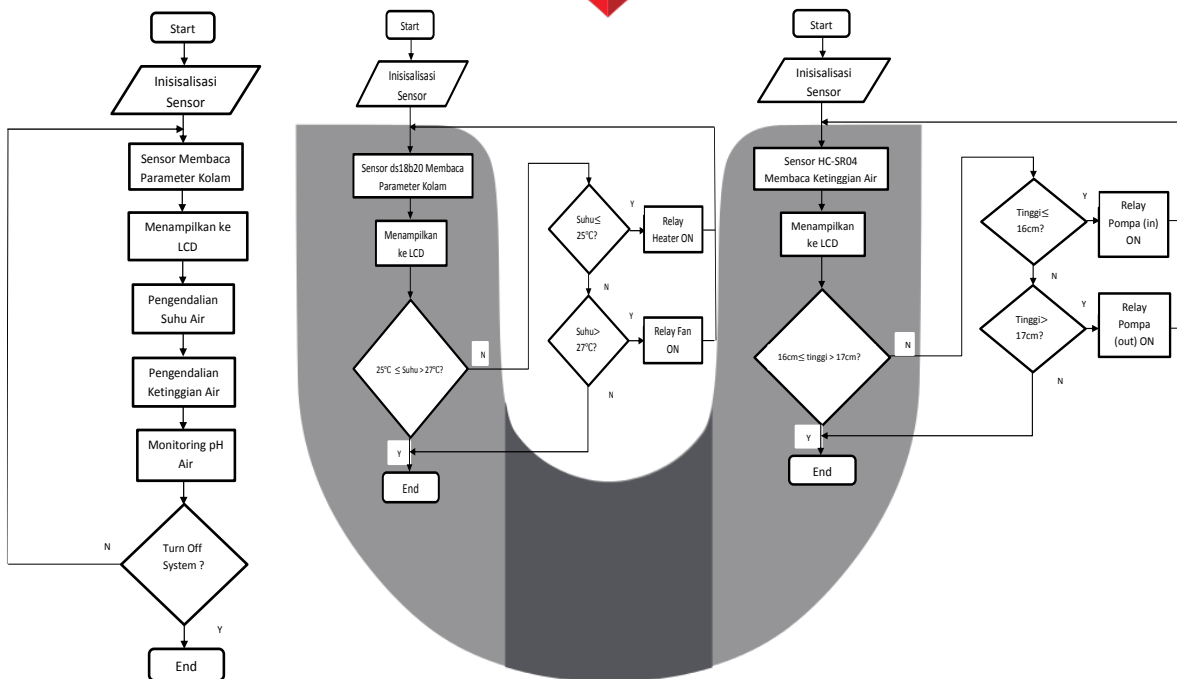 Start
Inisisalisasi
Sensor
Sensor Membaca
Parameter Kolam
Menampilkan ke
LCD
Pengendalian
Suhu Air
Pengendalian
Ketinggian Air
Monitoring pH
Air
Turn Off
System ?
N
Y
End
Start
Inisisalisasi
Sensor
Sensor ds18b20 Membaca
Parameter Kolam
Menampilkan
ke LCD
25°C ≤ Suhu > 27°C?
N
Y
End
Suhu≤
25°C?
Y
Relay
Heater ON
N
Suhu>
27°C?
Y
Relay Fan
ON
N
Start
Inisisalisasi
Sensor
Sensor HC-SR04
Membaca Ketinggian Air
Menampilkan
ke LCD
16cm≤ tinggi > 17cm?
N
Y
End
Tinggi≤
16cm?
Y
Relay
Pompa (in)
ON
N
Tinggi>
17cm?
Y
Relay
Pompa
(out) ON
N